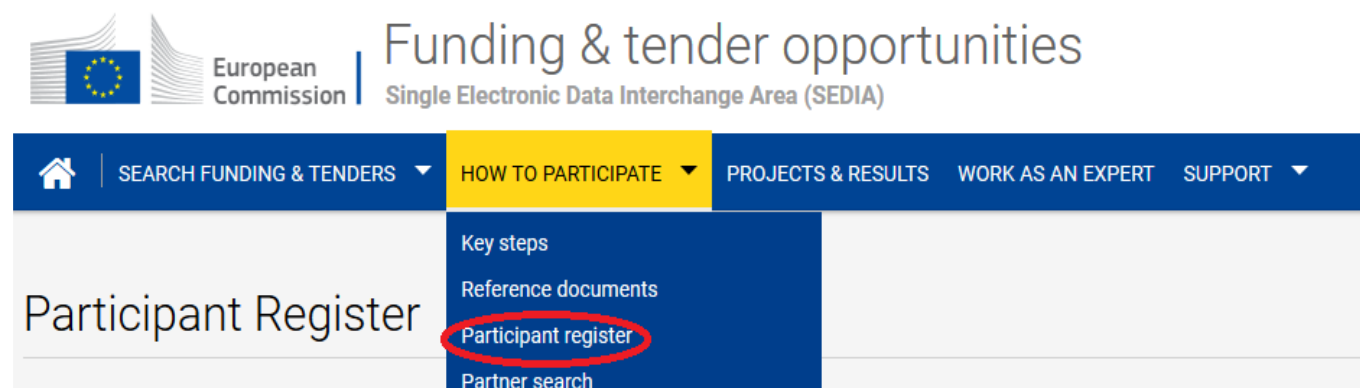 European
Commission
Funding & tender opportunities
Single Electronic Data Interchange Area (SEDIA)
SEARCH FUNDING & TENDERS HOW TO PARTICIPATE PROJECTS & RESULTS WORK AS AN EXPERT SUPPORT
Key steps
Reference documents
Participant Register
Participant register
Partner search